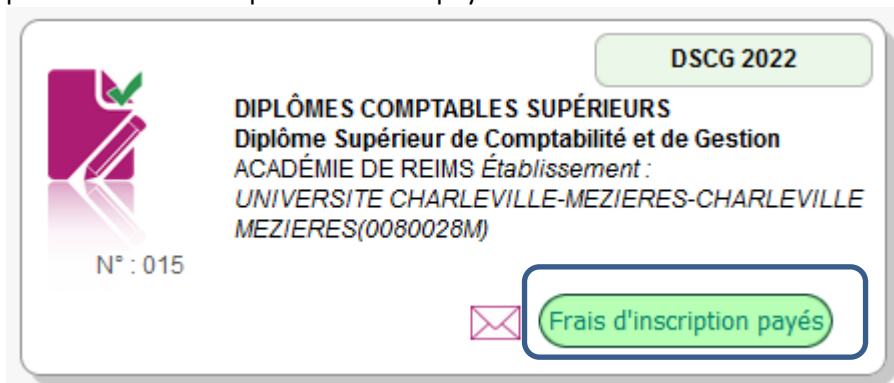 DSCG 2022
DIPLÔMES COMPTABLES SUPÉRIEURS
Diplôme Supérieur de Comptabilité et de Gestion
ACADÉMIE DE REIMS Établissement :
UNIVERSITE CHARLEVILLE-MEZIERES-CHARLEVILLE
MEZIERES(0080028M)
N° : 015
Frais d'inscription payés